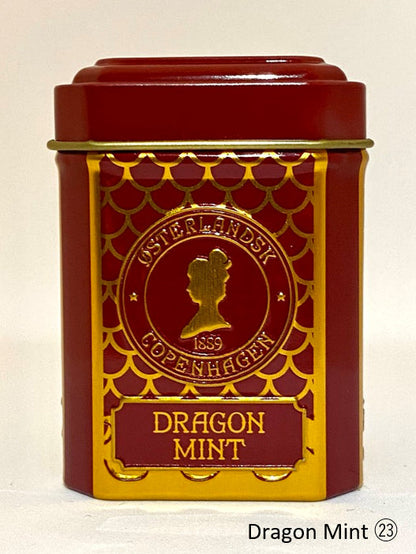 ØSTERLANDSK
1889
COPENHAGEN
DRAGON
MINT
Dragon Mint ㉓